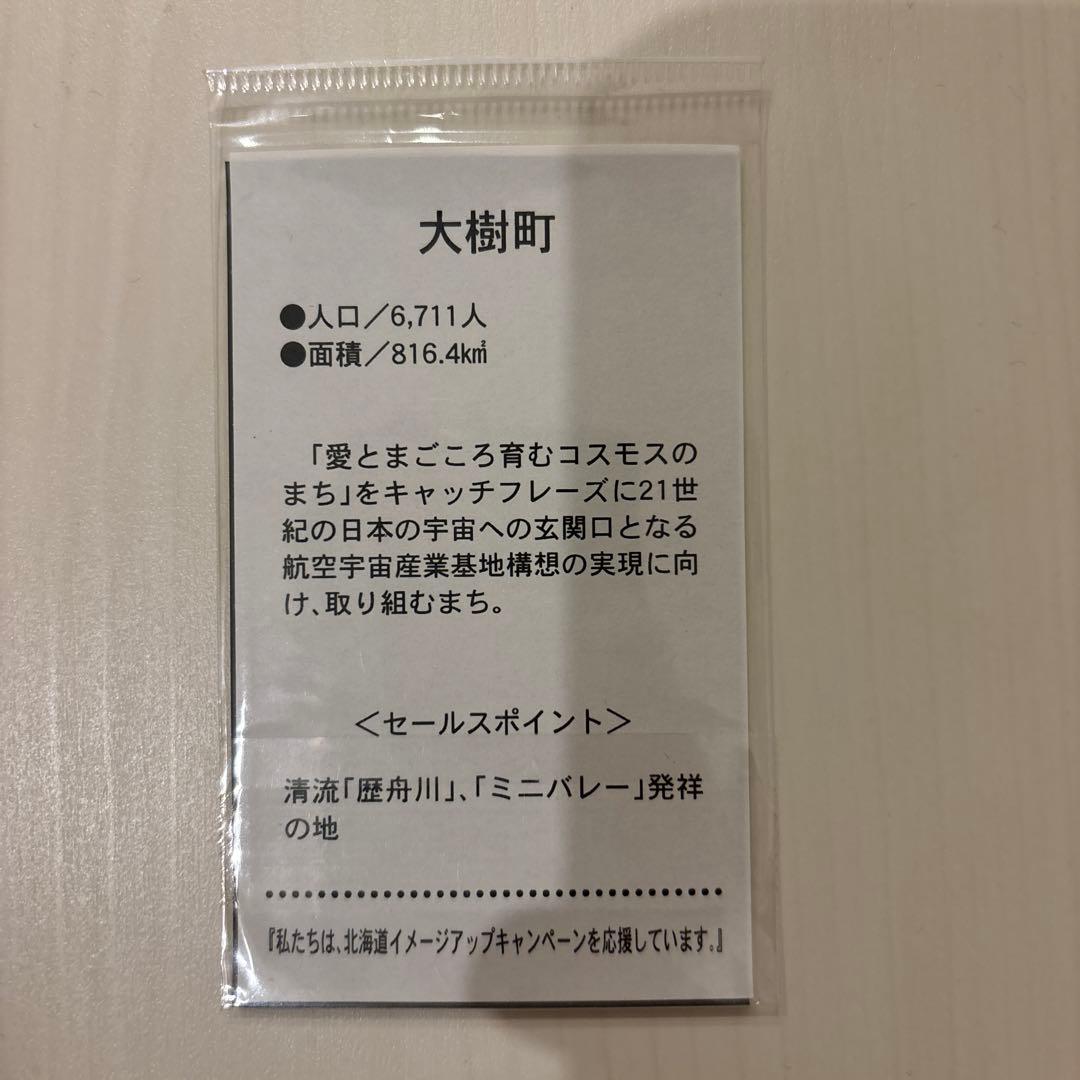 大樹町
●人口／6,711人
●面積／816.4k㎡
「愛とまごころ育むコスモスの
まち」をキャッチフレーズに21世
紀の日本の宇宙への玄関口となる
航空宇宙産業基地構想の実現に向
け、取り組むまち。
＜セールスポイント＞
清流「歴舟川」、「ミニバレー」発祥
の地
『私たちは、北海道イメージアップキャンペーンを応援しています。』